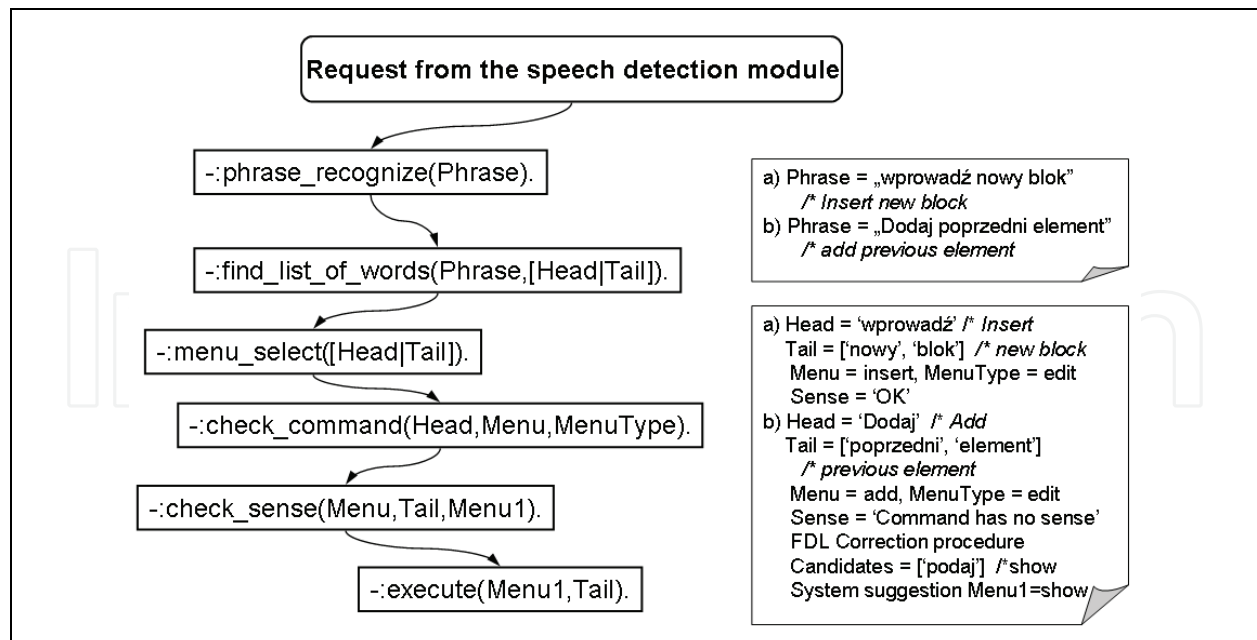 Request from the speech detection module
-:phrase_recognize(Phrase).
-:find_list_of_words(Phrase,[Head|Tail]).
-:menu_select([Head|Tail]).
-:check_command(Head,Menu,MenuType).
-:check_sense(Menu,Tail,Menu1).
-:execute(Menu1,Tail).
a) Phrase = „wprowadź nowy blok”
/* Insert new block
b) Phrase = „Dodaj poprzedni element”
/* add previous element
a) Head = ‘wprowadź’ /* Insert
Tail = [‘nowy’, ‘blok’] /* new block
Menu = insert, MenuType = edit
Sense = ‘OK’
b) Head = ‘Dodaj’ /* Add
Tail = [‘poprzedni’, ‘element’]
/* previous element
Menu = add, MenuType = edit
Sense = ‘Command has no sense’
FDL Correction procedure
Candidates = [‘podaj’] /*show
System suggestion Menu1=show